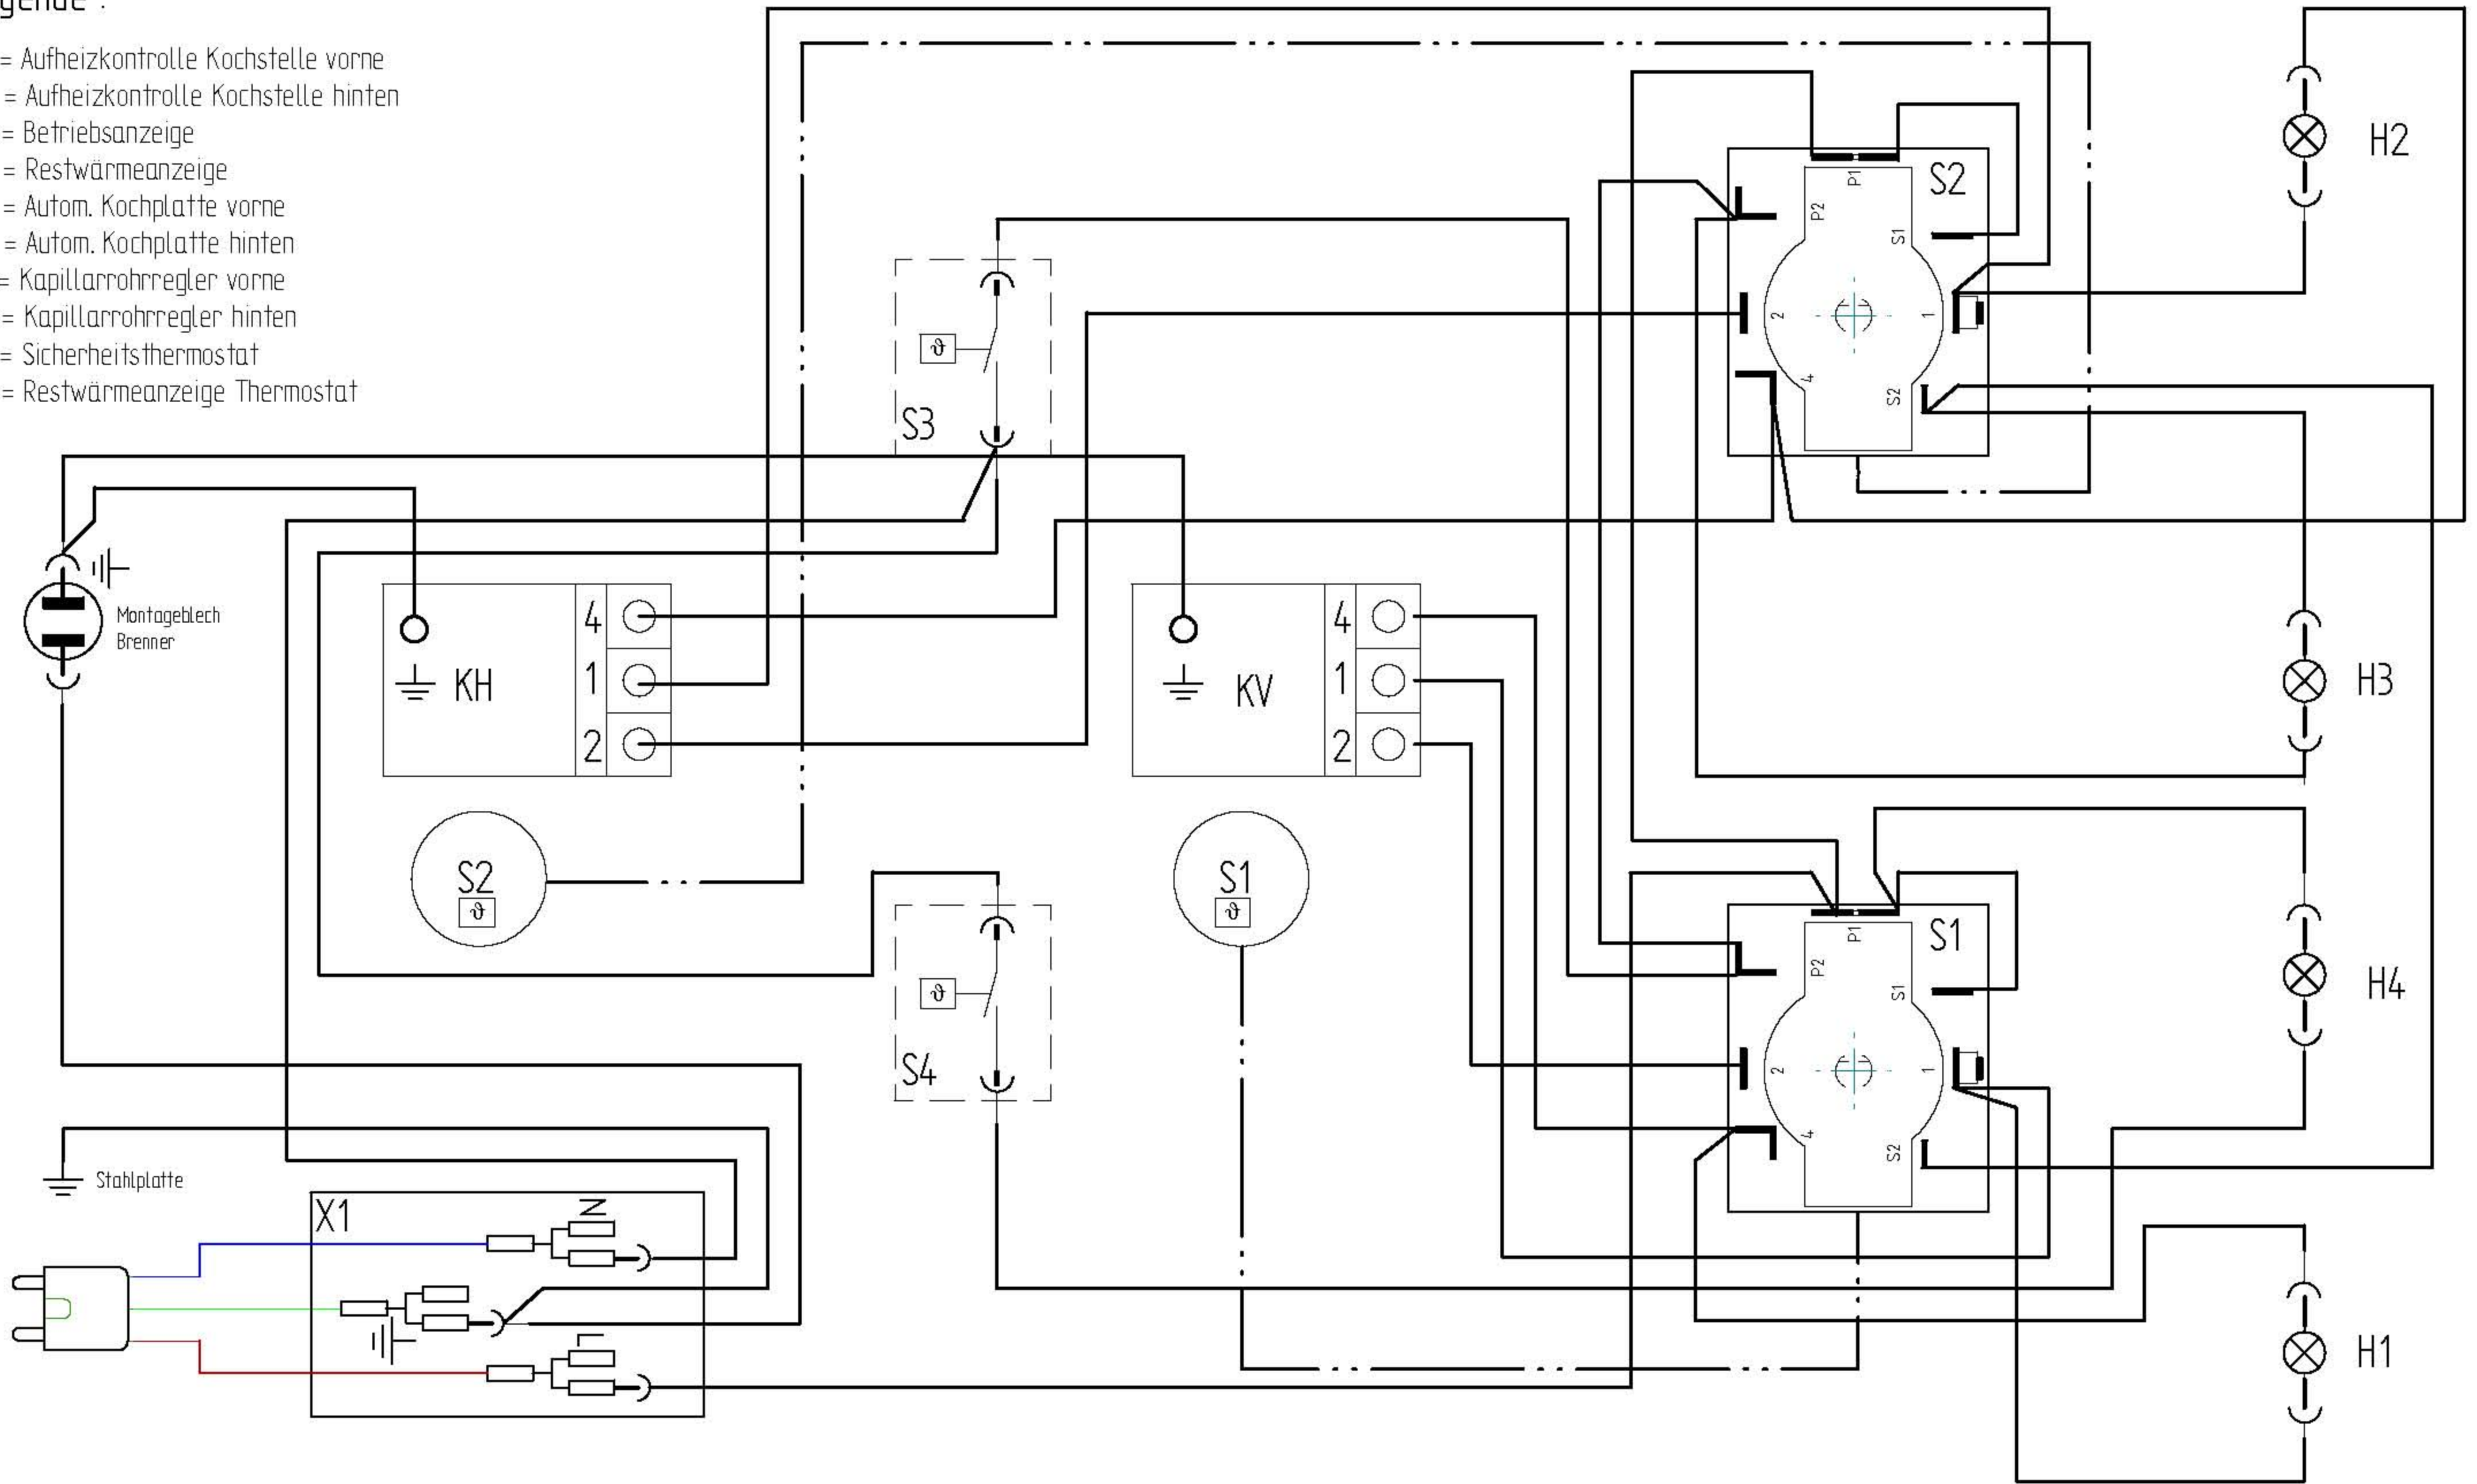 = Aufheizkontrolle Kochstelle vorne
= Aufheizkontrolle Kochstelle hinten
= Betriebsanzeige
= Restwärmeanzeige
= Autom. Kochplatte vorne
= Autom. Kochplatte hinten
= Kapillarrohrregler vorne
= Kapillarrohrregler hinten
= Sicherheitsthermostat
= Restwärmeanzeige Thermostat
H2
S2
P1
P2
S1
2
1
4
S2
S3
ϑ
Montageblech
Brenner
KH
4
1
2
KV
4
1
2
H3
S2
ϑ
S1
ϑ
S4
ϑ
S1
P1
P2
S1
2
1
4
S2
H4
Stahlplatte
X1
N
L
H1